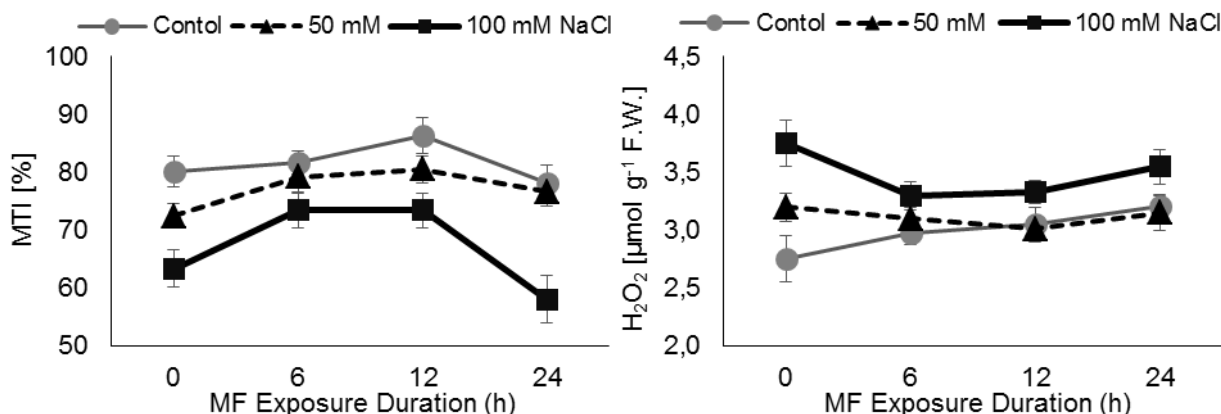 Contol 50 mM 100 mM NaCl
MTI [%]
100
90
80
70
60
50
0 6 12 24
MF Exposure Duration (h)
Contol 50 mM 100 mM NaCl
H₂O₂ [µmol g⁻¹ F.W.]
4,5
4,0
3,5
3,0
2,5
2,0
0 6 12 24
MF Exposure Duration (h)